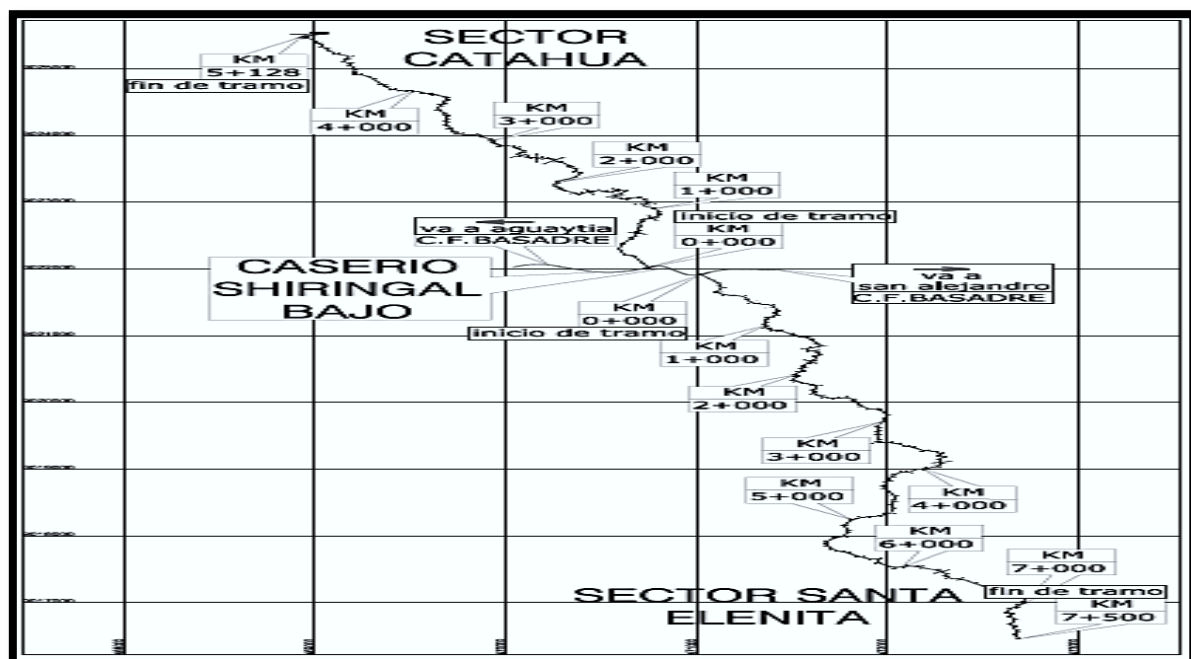 SECTOR
CATAHUA
KM
5+128
fin de tramo
KM
4+000
KM
3+000
KM
2+000
KM
1+000
inicio de tramo
KM
0+000
va a aguaytia
C.F.BASADRE
CASERIO
SHIRINGAL
BAJO
va a
san alejandro
C.F.BASADRE
KM
0+000
inicio de tramo
KM
1+000
KM
2+000
KM
3+000
KM
4+000
KM
5+000
KM
6+000
KM
7+000
fin de tramo
KM
7+500
SECTOR SANTA
ELENITA